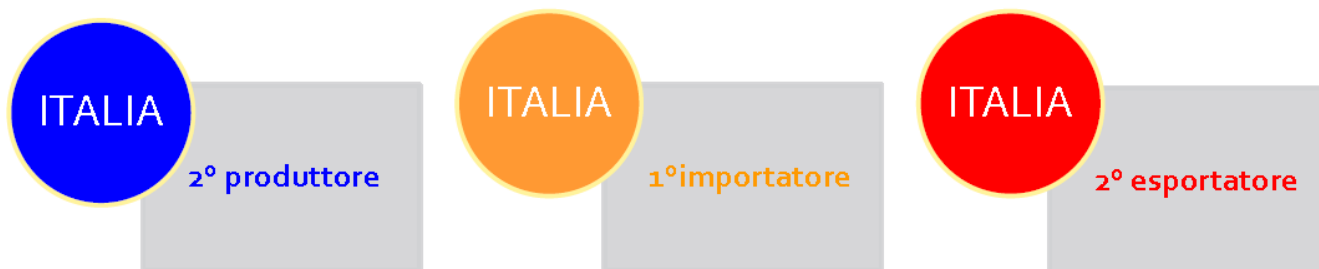 ITALIA
2° produttore
ITALIA
1°importatore
ITALIA
2° esportatore